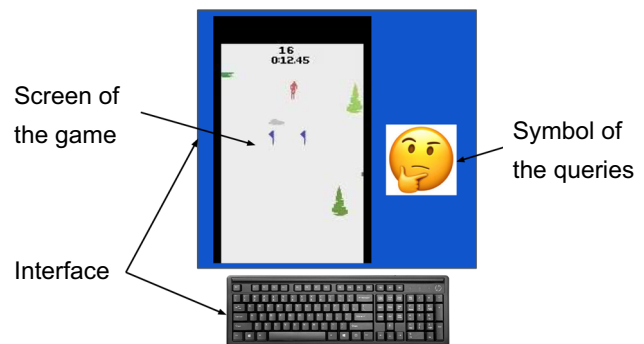 16
0:12.45
Screen of
the game
Symbol of
the queries
Interface